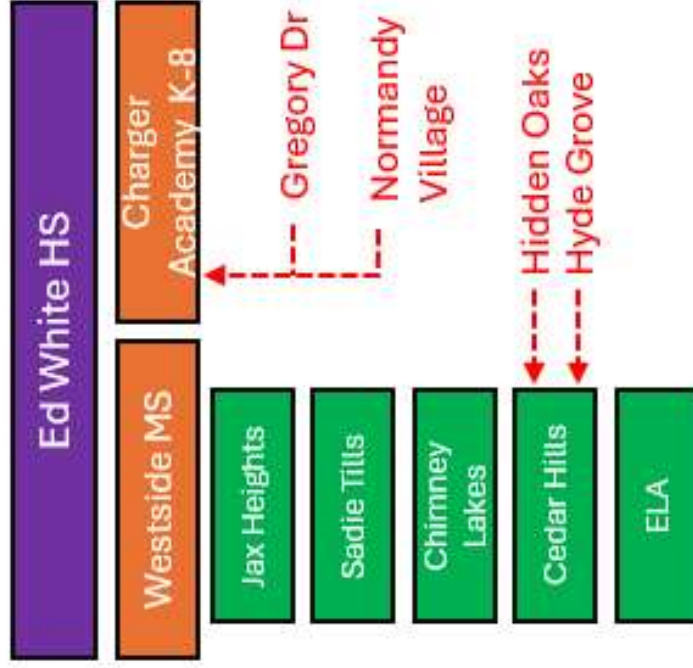 Ed White HS
Westside MS
Charger
Academy K-8
Jax Heights
Sadie Tills
Chimney
Lakes
Cedar Hills
ELA
Gregory Dr
Normandy
Village
Hidden Oaks
Hyde Grove